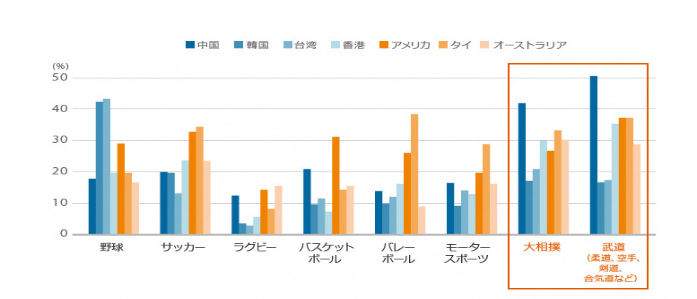 中国 韓国 台湾 香港 アメリカ タイ オーストラリア
(%)
50
40
30
20
10
0
野球 サッカー ラグビー バスケットボール バレーボール モータースポーツ 大相撲 武道
(柔道、空手、
剣道、
合気道など)